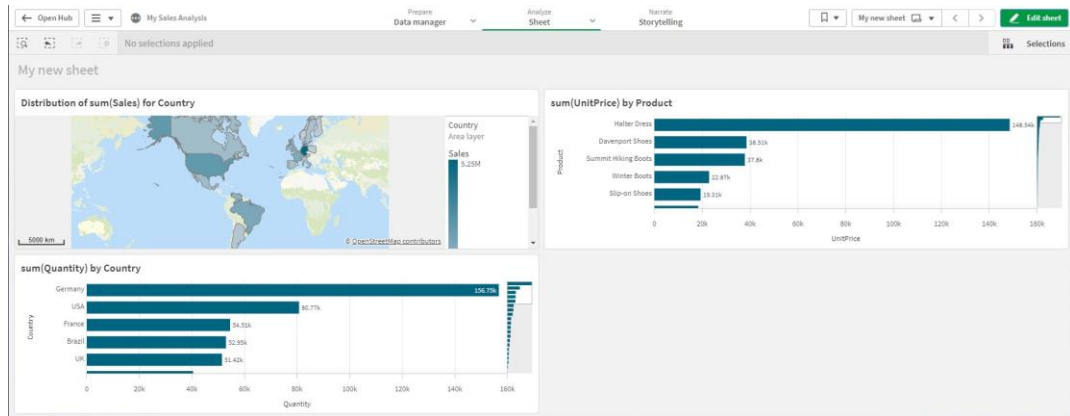 Open Hub
My Sales Analysis
Prepare
Data manager
Analyze
Sheet
Narrate
Storytelling
My new sheet
Edit sheet
No selections applied
Selections
My new sheet
Distribution of sum(Sales) for Country
Country
Area layer
Sales
5.25M
5000 km
© OpenStreetMap contributors
sum(UnitPrice) by Product
Product
Halter Dress
148.54k
Davenport Shoes
38.51k
Summit Hiking Boots
37.8k
Winter Boots
22.87k
Slip-on Shoes
19.31k
0 20k 40k 60k 80k 100k 120k 140k 160k
UnitPrice
sum(Quantity) by Country
Country
Germany
156.75k
USA
80.77k
France
54.51k
Brazil
52.95k
UK
51.42k
0 20k 40k 60k 80k 100k 120k 140k 160k
Quantity